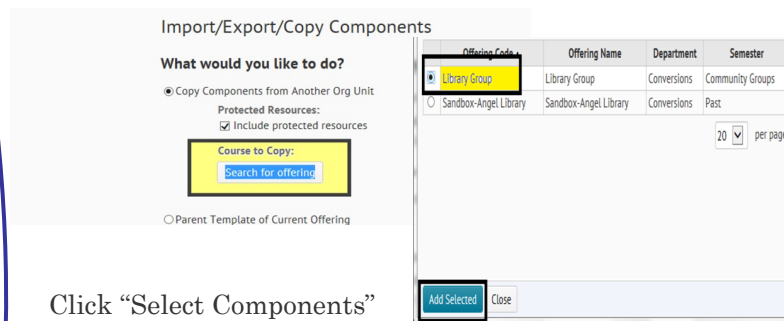 Import/Export/Copy Components
What would you like to do?
Copy Components from Another Org Unit
Protected Resources:
Include protected resources
Course to Copy:
Search for offering
Parent Template of Current Offering
Click “Select Components”
Offering Code Offering Name Department Semester
Library Group Library Group Conversions Community Groups
Sandbox-Angel Library Sandbox-Angel Library Conversions Past
20 per page
Add Selected Close